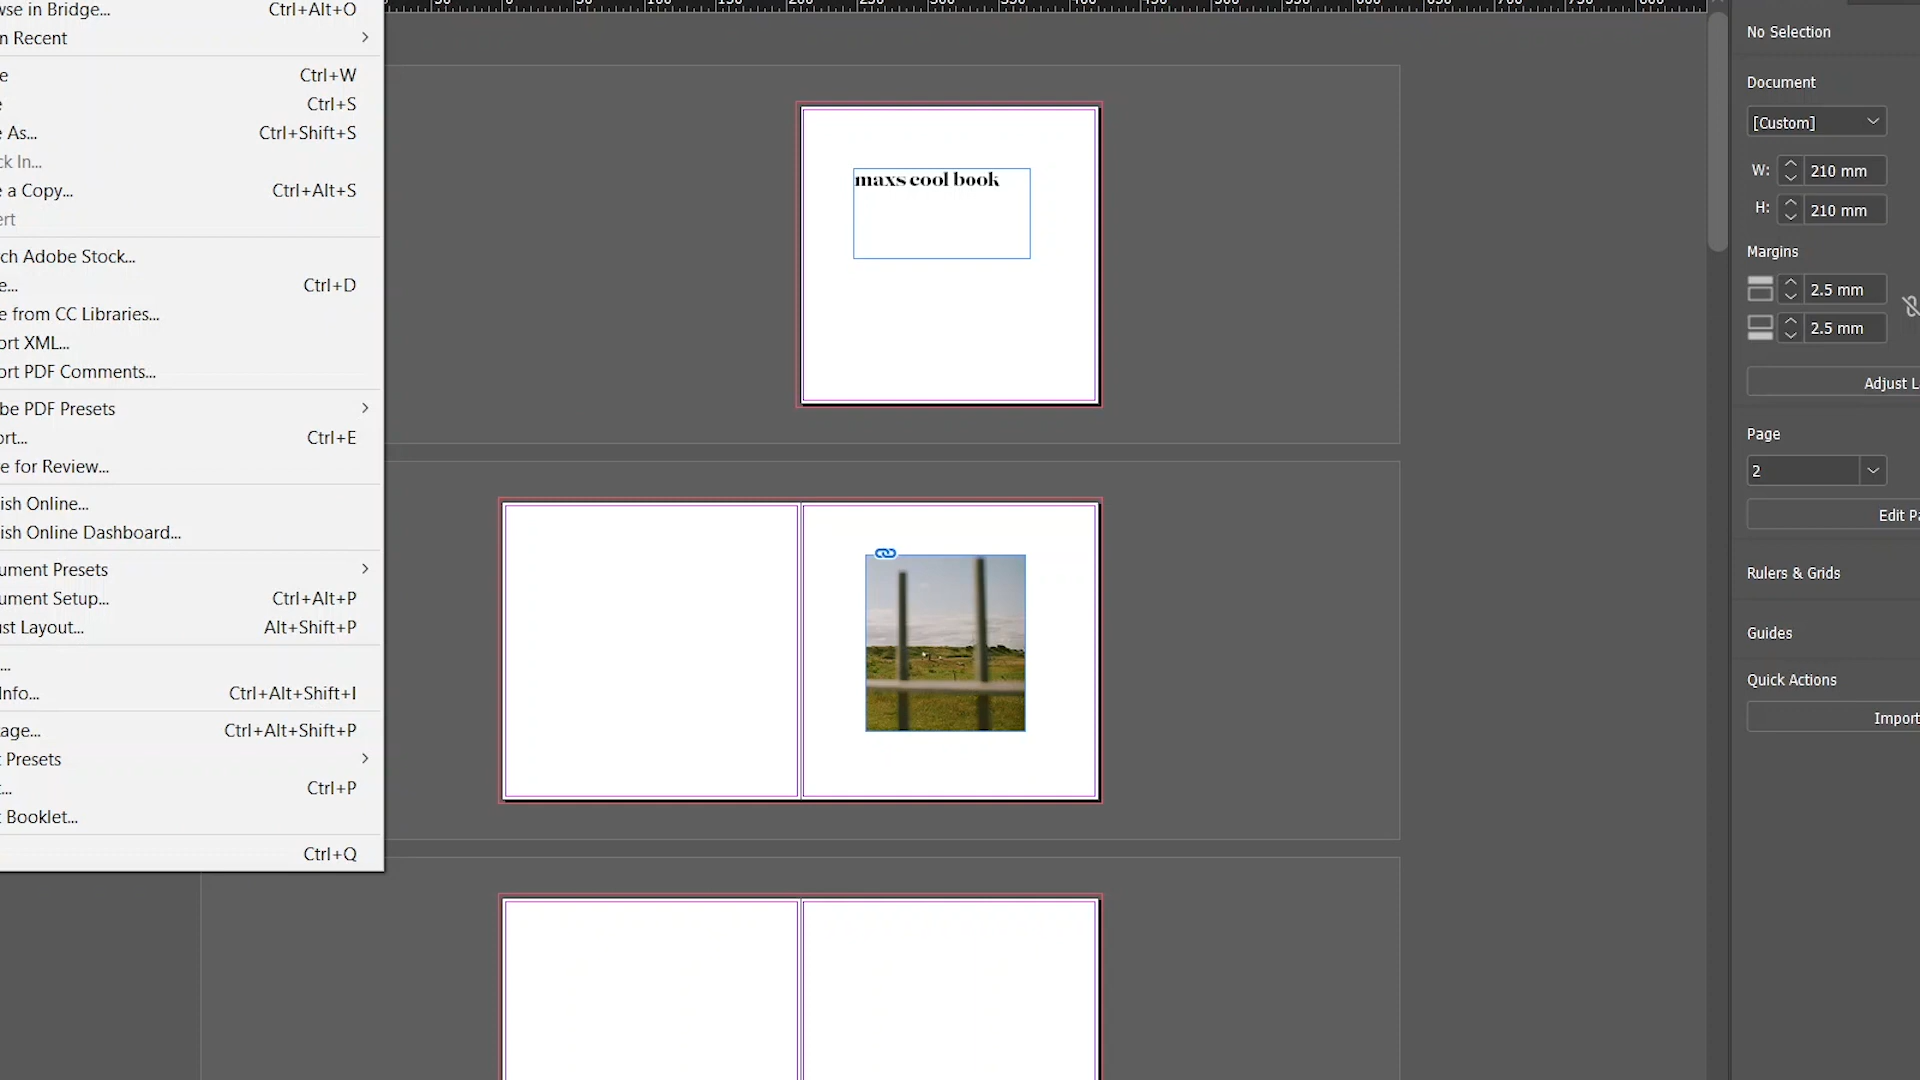 wse in Bridge... Ctrl+Alt+O
n Recent
e Ctrl+W
e Ctrl+S
e As... Ctrl+Shift+S
ck In...
e a Copy... Ctrl+Alt+S
ert
ch Adobe Stock...
e... Ctrl+D
e from CC Libraries...
ort XML...
ort PDF Comments...
be PDF Presets
ort... Ctrl+E
e for Review...
ish Online...
ish Online Dashboard...
ument Presets
ument Setup... Ctrl+Alt+P
ust Layout... Alt+Shift+P
...
Info... Ctrl+Alt+Shift+I
age... Ctrl+Alt+Shift+P
t Presets
t... Ctrl+P
t Booklet...
Ctrl+Q
maxs cool book
No Selection
Document
[Custom]
W: 210 mm
H: 210 mm
Margins
2.5 mm
2.5 mm
Adjust La
Page
2
Edit Pa
Rulers & Grids
Guides
Quick Actions
Import